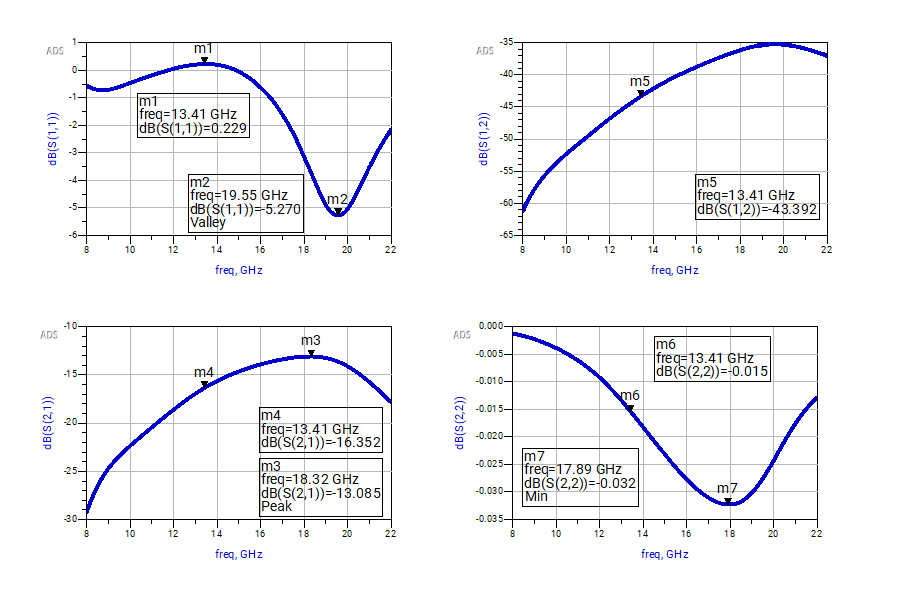 ADS
1
0
-1
-2
-3
-4
-5
-6
dB(S(1,1))
m1
m1
freq=13.41 GHz
dB(S(1,1))=0.229
m2
freq=19.55 GHz
dB(S(1,1))=-5.270
Valley
m2
8 10 12 14 16 18 20 22
freq, GHz
ADS
-35
-40
-45
-50
-55
-60
-65
dB(S(1,2))
m5
m5
freq=13.41 GHz
dB(S(1,2))=-43.392
8 10 12 14 16 18 20 22
freq, GHz
ADS
-10
-15
-20
-25
-30
dB(S(2,1))
m3
m4
m4
freq=13.41 GHz
dB(S(2,1))=-16.352
m3
freq=18.32 GHz
dB(S(2,1))=-13.085
Peak
8 10 12 14 16 18 20 22
freq, GHz
ADS
0.000
-0.005
-0.010
-0.015
-0.020
-0.025
-0.030
-0.035
dB(S(2,2))
m6
freq=13.41 GHz
dB(S(2,2))=-0.015
m6
m7
freq=17.89 GHz
dB(S(2,2))=-0.032
Min
m7
8 10 12 14 16 18 20 22
freq, GHz